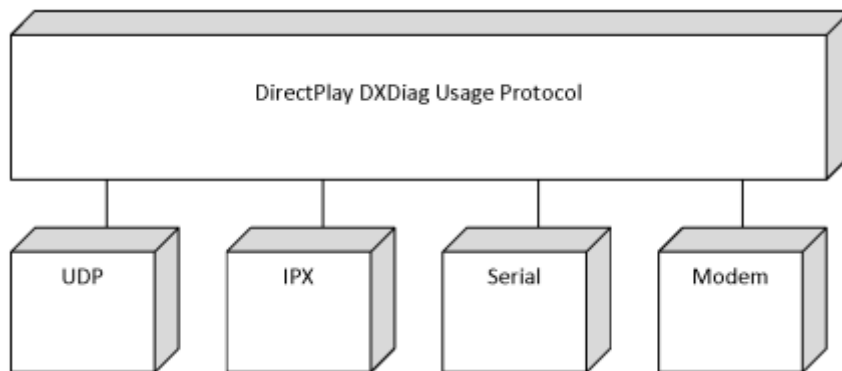 DirectPlay DXDiag Usage Protocol
UDP
IPX
Serial
Modem